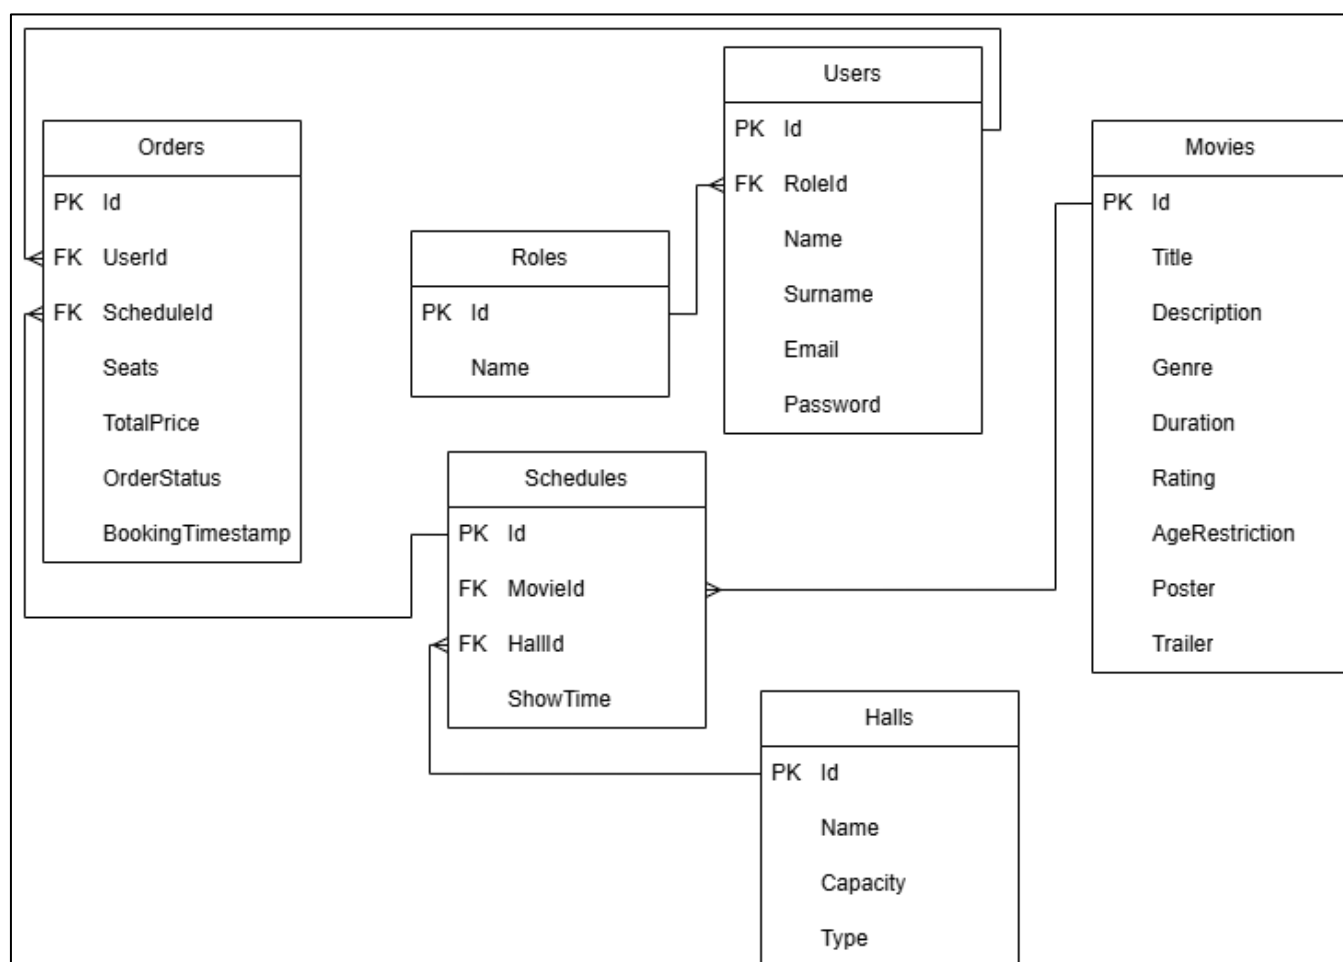 Orders
PK Id
FK UserId
FK ScheduleId
Seats
TotalPrice
OrderStatus
BookingTimestamp
Roles
PK Id
Name
Users
PK Id
FK RoleId
Name
Surname
Email
Password
Movies
PK Id
Title
Description
Genre
Duration
Rating
AgeRestriction
Poster
Trailer
Schedules
PK Id
FK MovieId
FK HallId
ShowTime
Halls
PK Id
Name
Capacity
Type